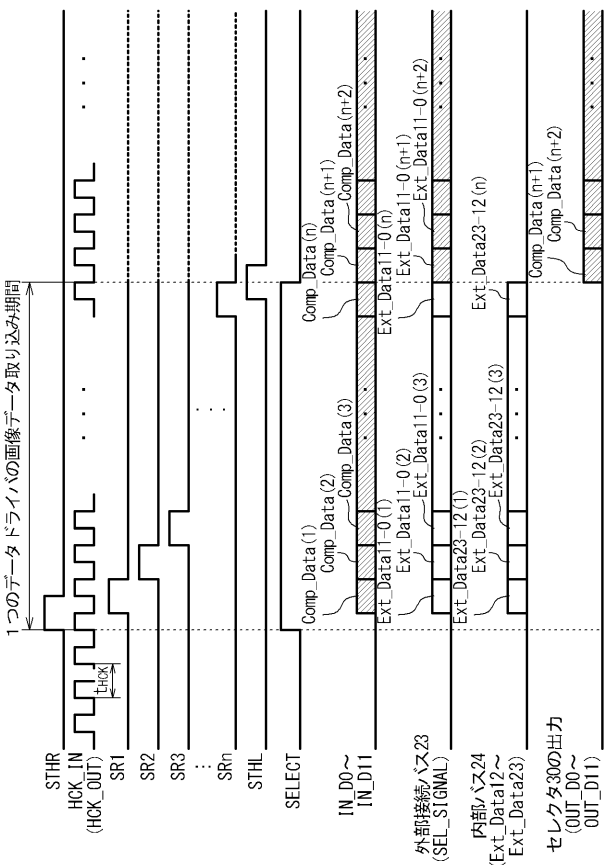 1つのデータドライバの画像データ取り込み期間
STHR
HCK_IN
(HCK_OUT)
tHCK
SR1
SR2
SR3
SRn
STHL
SELECT
IN_D0～
IN_D11
Comp_Data(1)
Comp_Data(2)
Comp_Data(3)
Comp_Data(n)
Comp_Data(n+1)
Comp_Data(n+2)
外部接続バス23
(SEL_SIGNAL)
Ext_Data11-0(1)
Ext_Data11-0(2)
Ext_Data11-0(3)
Ext_Data11-0(n)
Ext_Data11-0(n+1)
Ext_Data11-0(n+2)
内部バス24
(Ext_Data12～
Ext_Data23)
Ext_Data23-12(1)
Ext_Data23-12(2)
Ext_Data23-12(3)
Ext_Data23-12(n)
セレクタ30の出力
(OUT_D0～
OUT_D11)
Comp_Data(n+1)
Comp_Data(n+2)